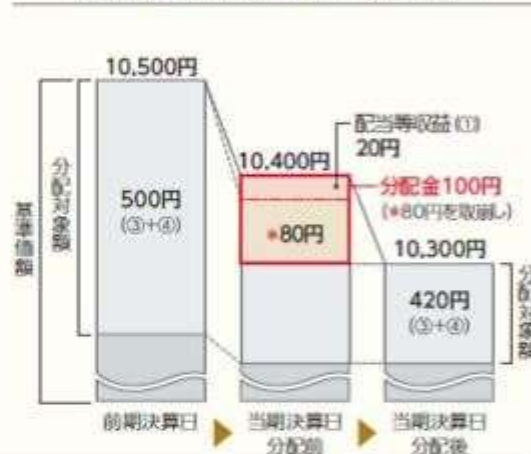 10,500円
配当等収益(①)
20円
10,400円
分配金100円
(*80円を取崩し)
500円
(③+④)
*80円
10,300円
420円
(③+④)
基準価額
分配対象額
分配対象額
前期決算日
当期決算日
分配前
当期決算日
分配後